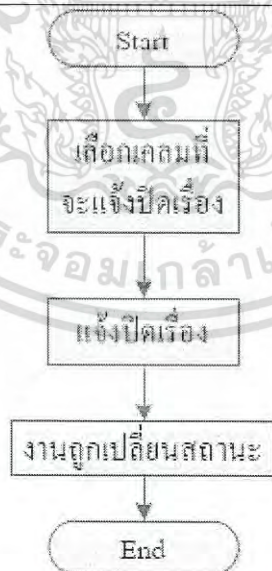 Start
เลือกเคลมที่
จะแจ้งปิดเรื่อง
แจ้งปิดเรื่อง
งานถูกเปลี่ยนสถานะ
End